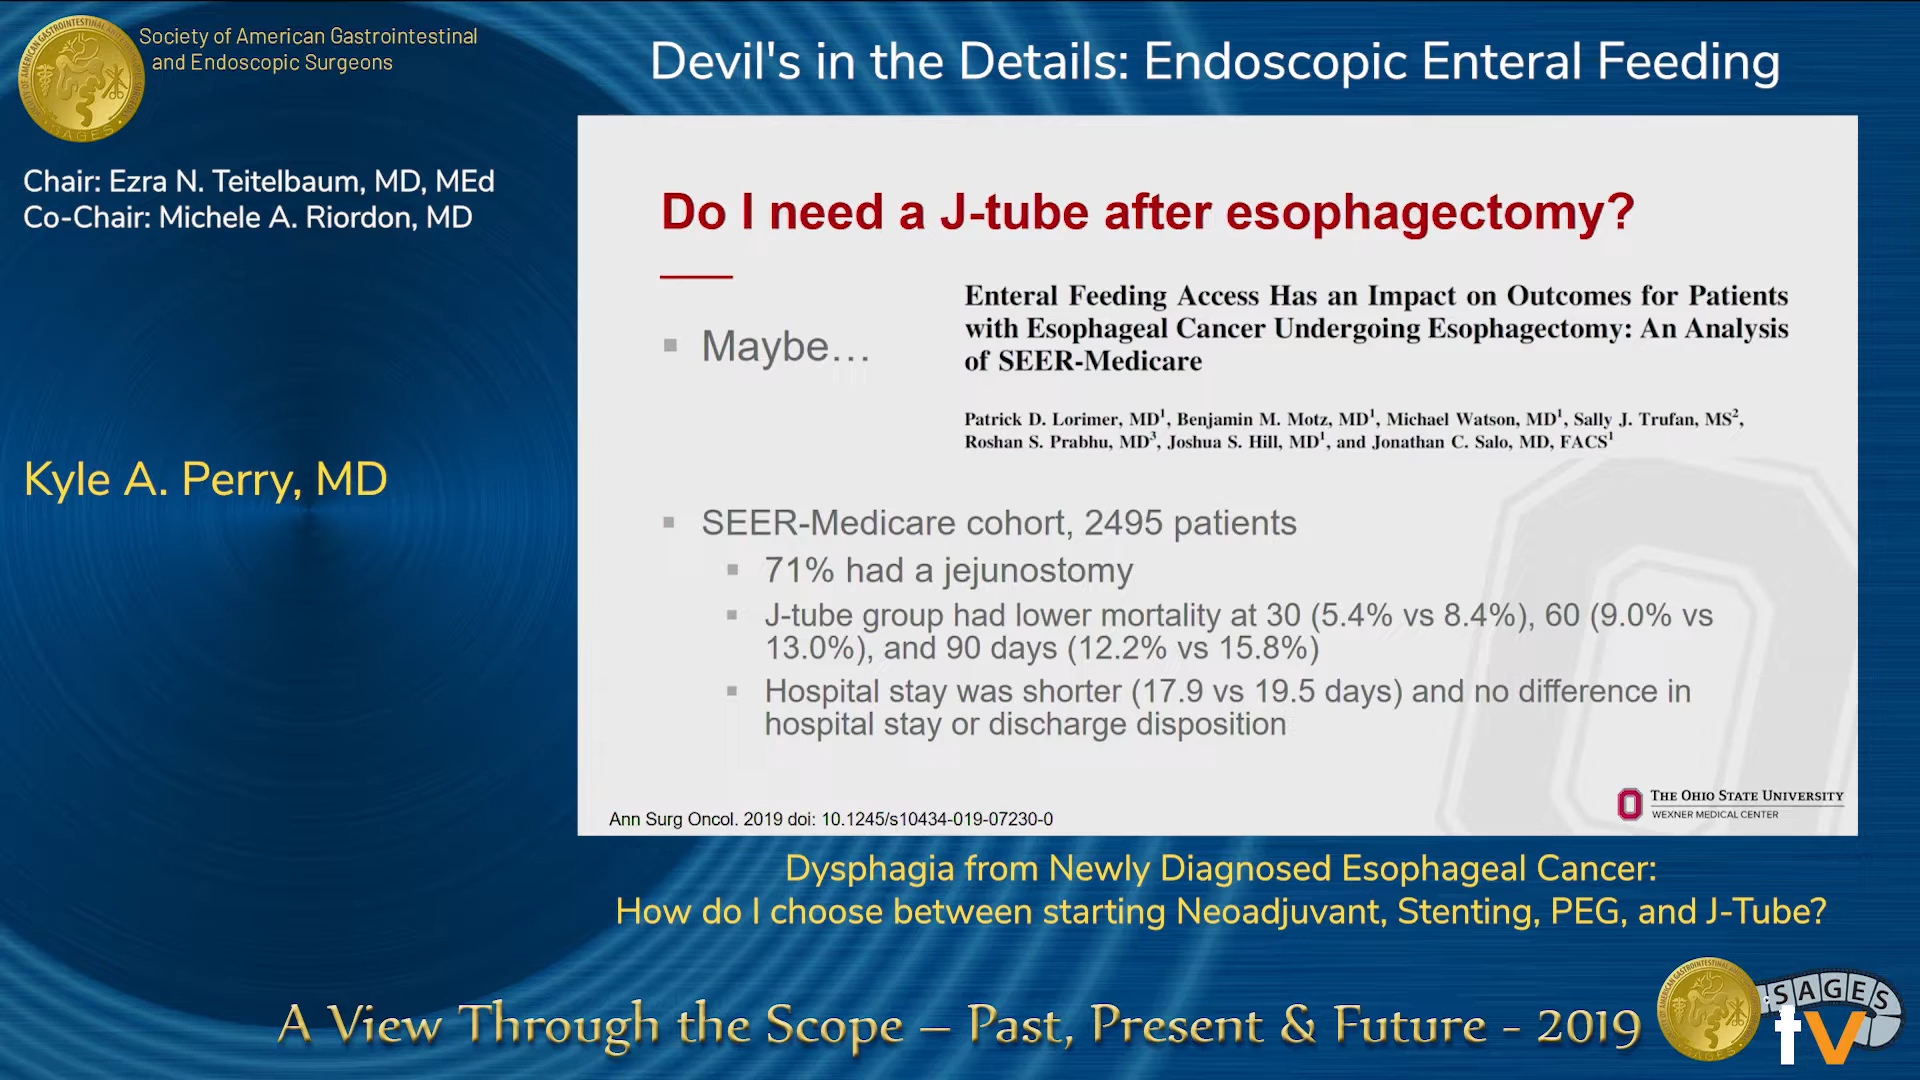 Society of American Gastrointestinal
and Endoscopic Surgeons
Devil's in the Details: Endoscopic Enteral Feeding
Chair: Ezra N. Teitelbaum, MD, MEd
Co-Chair: Michele A. Riordon, MD
Kyle A. Perry, MD
Do I need a J-tube after esophagectomy?
Maybe…
Enteral Feeding Access Has an Impact on Outcomes for Patients
with Esophageal Cancer Undergoing Esophagectomy: An Analysis
of SEER-Medicare
Patrick D. Lorimer, MD1, Benjamin M. Motz, MD1, Michael Watson, MD1, Sally J. Trufan, MS2,
Roshan S. Prabhu, MD3, Joshua S. Hill, MD1, and Jonathan C. Salo, MD, FACS1
SEER-Medicare cohort, 2495 patients
71% had a jejunostomy
J-tube group had lower mortality at 30 (5.4% vs 8.4%), 60 (9.0% vs
13.0%), and 90 days (12.2% vs 15.8%)
Hospital stay was shorter (17.9 vs 19.5 days) and no difference in
hospital stay or discharge disposition
Ann Surg Oncol. 2019 doi: 10.1245/s10434-019-07230-0
THE OHIO STATE UNIVERSITY
WEXNER MEDICAL CENTER
Dysphagia from Newly Diagnosed Esophageal Cancer:
How do I choose between starting Neoadjuvant, Stenting, PEG, and J-Tube?
A View Through the Scope – Past, Present & Future - 2019
SAGES
tv